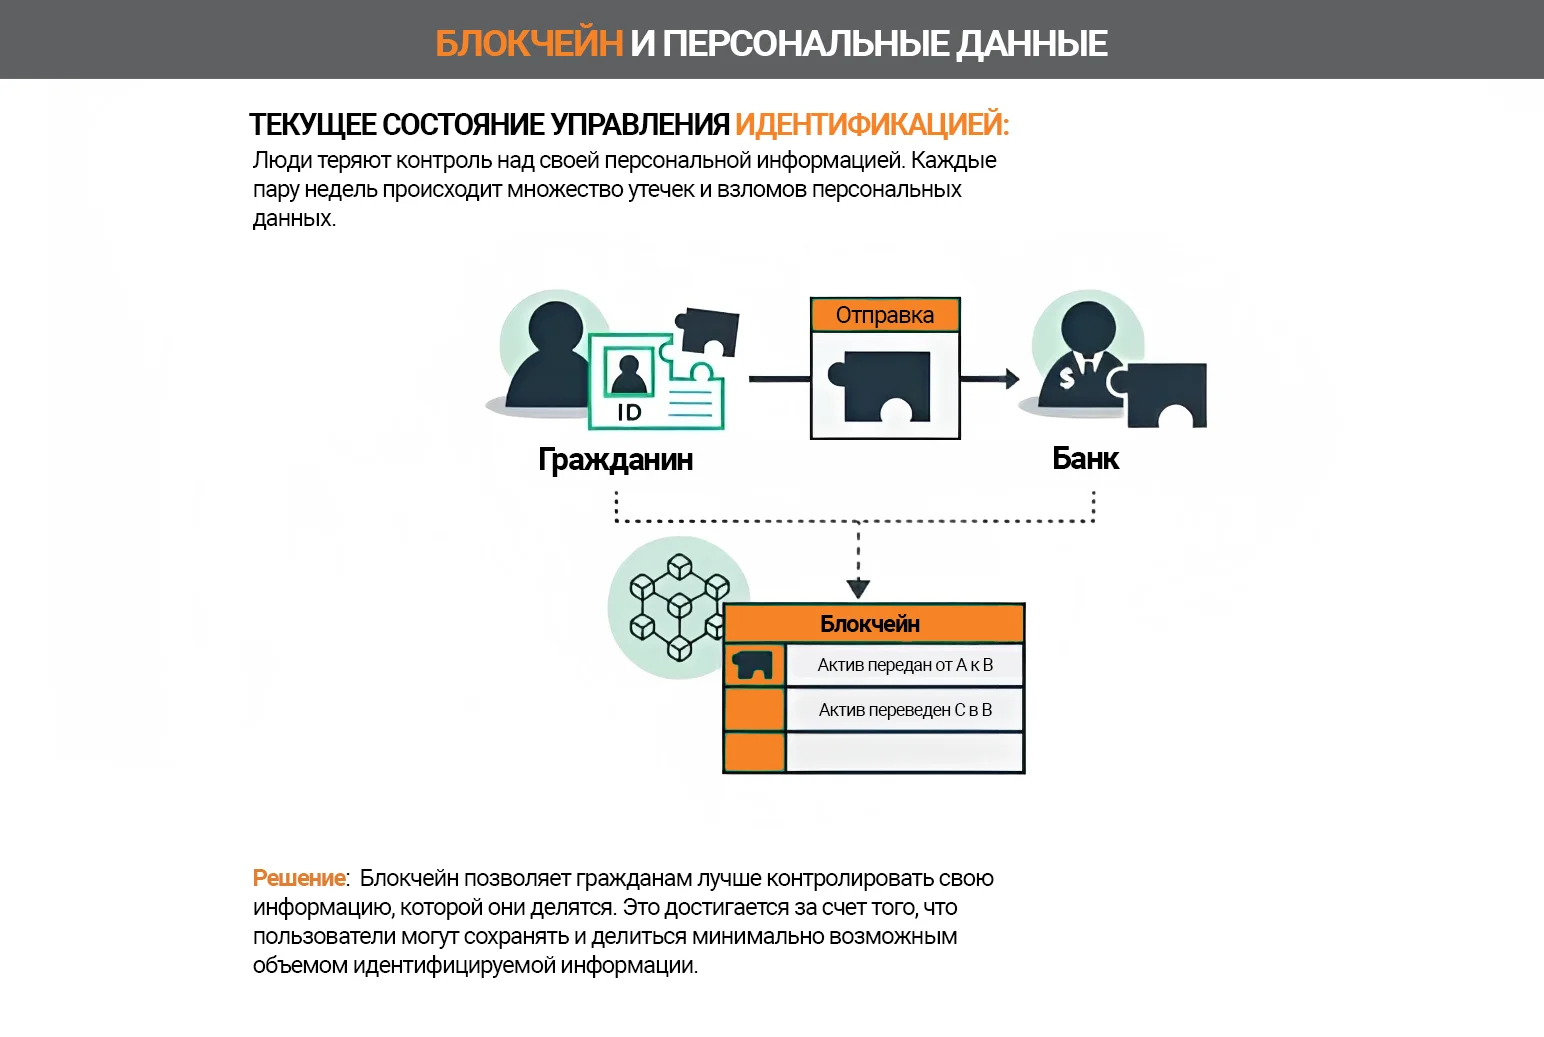 БЛОКЧЕЙН И ПЕРСОНАЛЬНЫЕ ДАННЫЕ
ТЕКУЩЕЕ СОСТОЯНИЕ УПРАВЛЕНИЯ ИДЕНТИФИКАЦИЕЙ:
Люди теряют контроль над своей персональной информацией. Каждые
пару недель происходит множество утечек и взломов персональных
данных.
Отправка
ID
$
Гражданин
Банк
Блокчейн
Актив передан от А к В
Актив переведен С в В
Решение: Блокчейн позволяет гражданам лучше контролировать свою
информацию, которой они делятся. Это достигается за счет того, что
пользователи могут сохранять и делиться минимально возможным
объемом идентифицируемой информации.